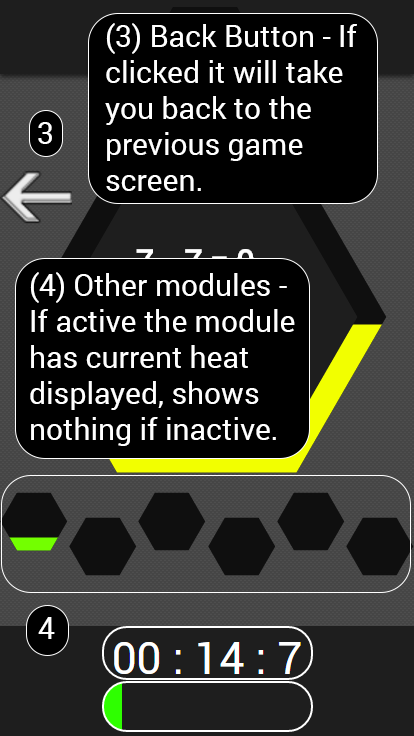 (3) Back Button - If
clicked it will take
you back to the
previous game
screen.
3
(4) Other modules -
If active the module
has current heat
displayed, shows
nothing if inactive.
4
00 : 14 : 7